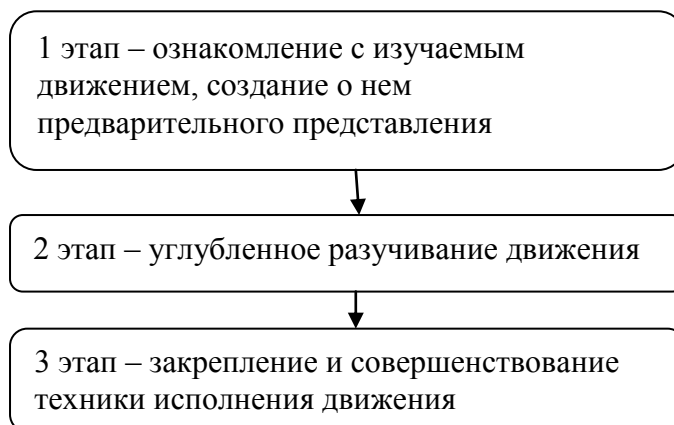 1 этап – ознакомление с изучаемым
движением, создание о нем
предварительного представления
2 этап – углубленное разучивание движения
3 этап – закрепление и совершенствование
техники исполнения движения